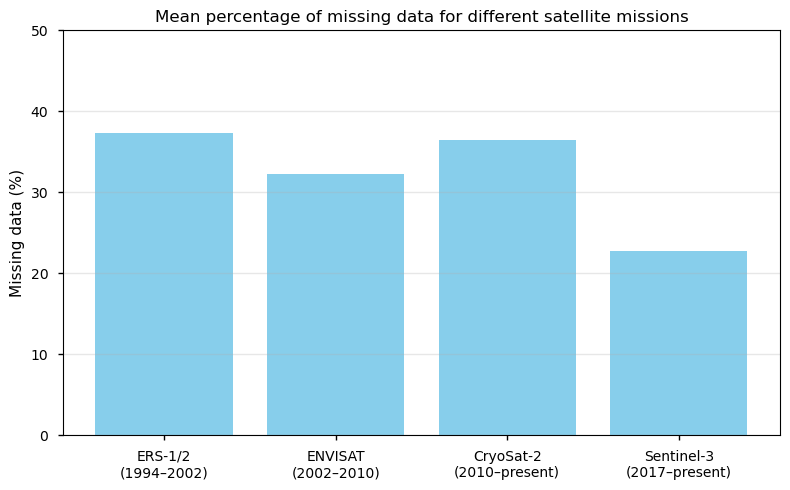 Mean percentage of missing data for different satellite missions
Missing data (%)
50
40
30
20
10
0
ERS-1/2
(1994–2002)
ENVISAT
(2002–2010)
CryoSat-2
(2010–present)
Sentinel-3
(2017–present)